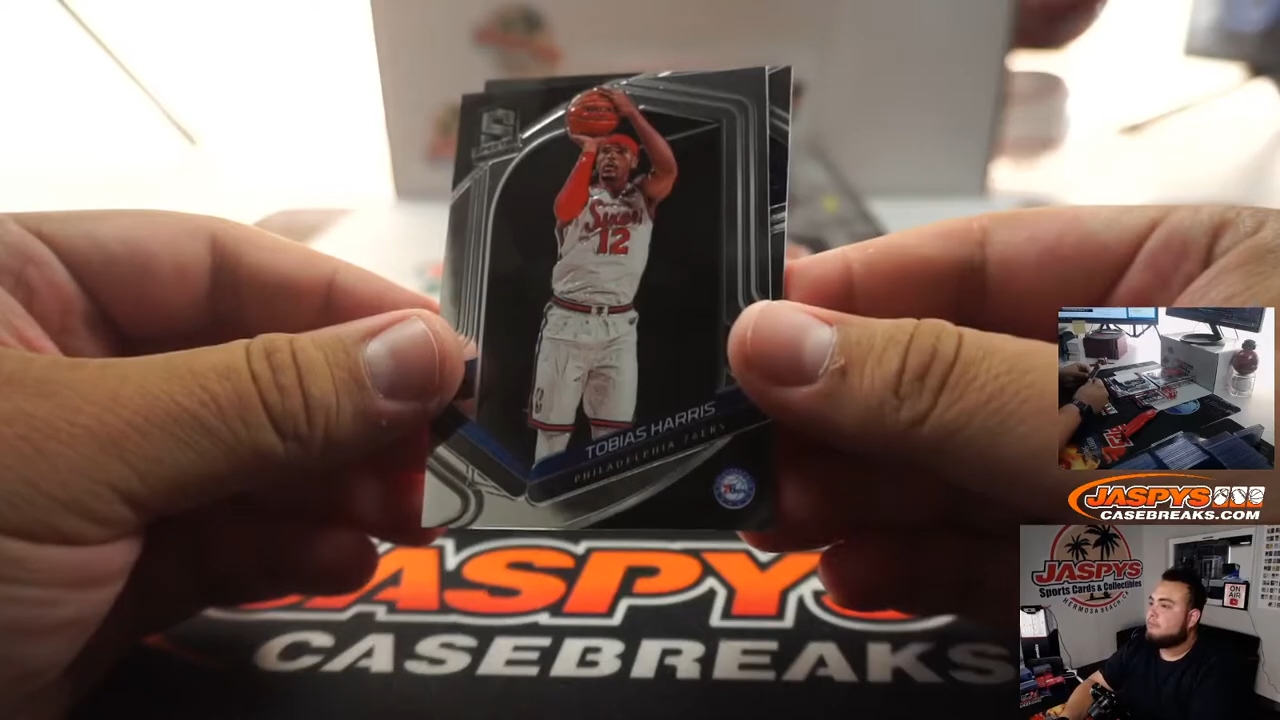 Sixers
12
TOBIAS HARRIS
PHILADELPHIA 76ERS
JASPYS
CASEBREAKS
JASPYS
CASEBREAKS.COM
JASPYS
Sports Cards & Collectibles
HERMOSA BEACH, CA
ON
AIR